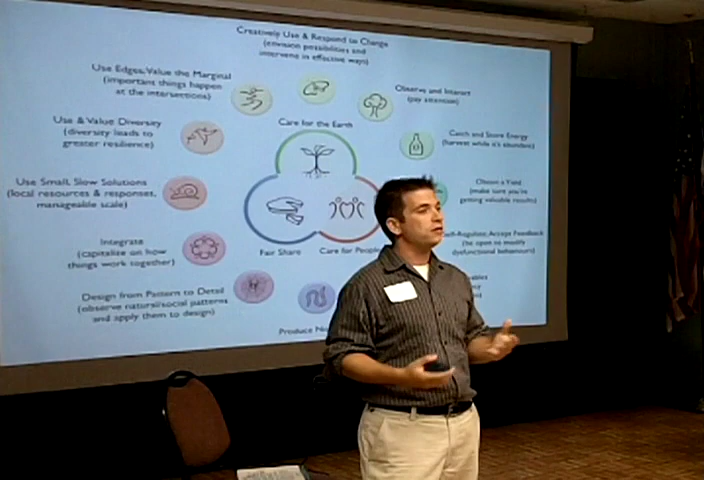 Creatively Use & Respond to Change
(envision possibilities and
intervene in effective ways)
Use Edges, Value the Marginal
(important things happen
at the intersections)
Observe and Interact
(pay attention)
Use & Value Diversity
(diversity leads to
greater resilience)
Care for the Earth
Catch and Store Energy
(harvest while it's abundant)
Use Small, Slow Solutions
(local resources & responses,
manageable scale)
Obtain a Yield
(make sure you're
getting valuable results)
Integrate
(capitalize on how
things work together)
Fair Share
Care for People
Self-Regulate, Accept Feedback
(be open to modify
dysfunctional behaviours)
Design from Pattern to Detail
(observe natural/social patterns
and apply them to design)
Produce No